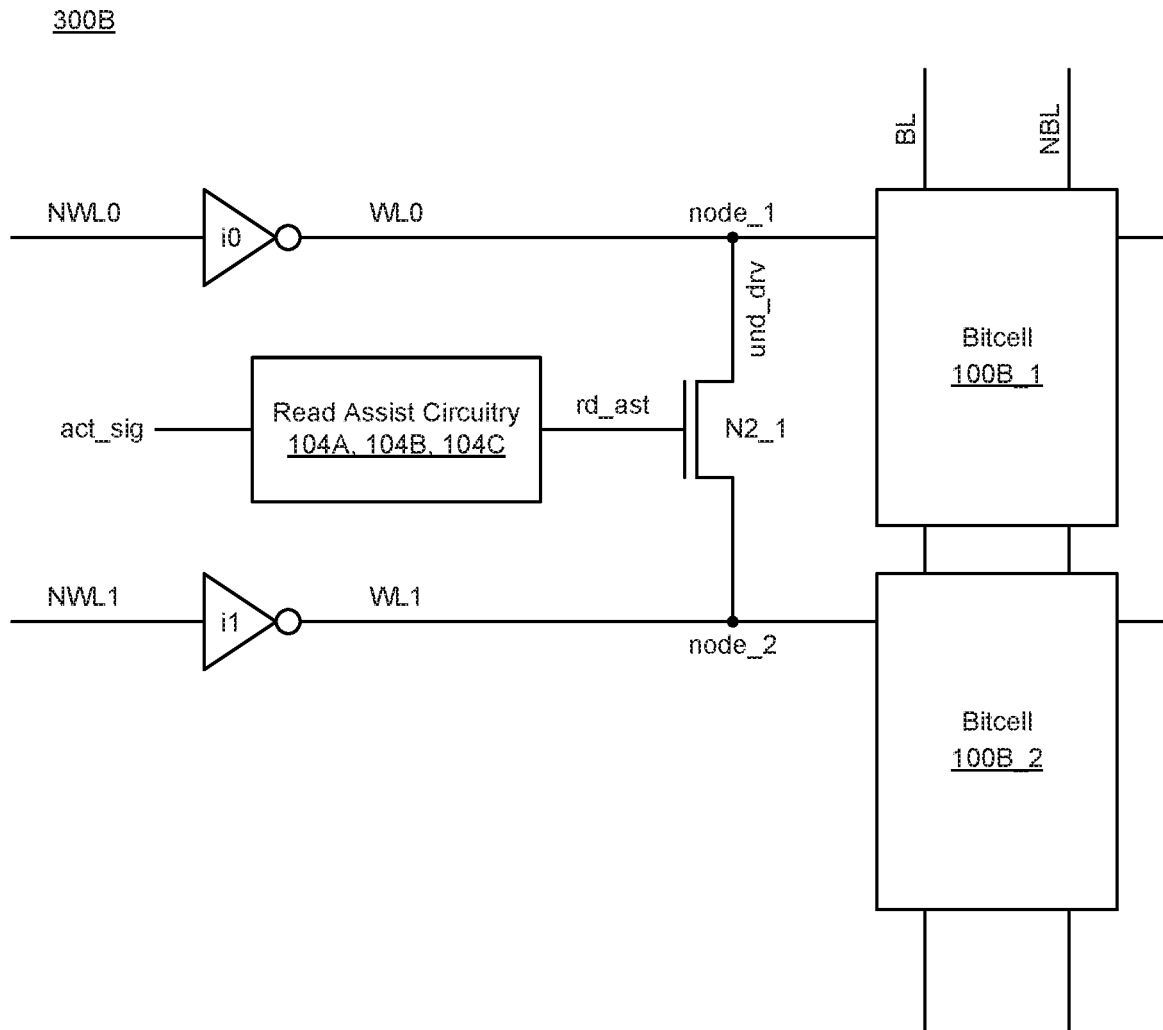 300B
BL
NBL
NWL0
i0
WL0
node_1
und_drv
Bitcell
100B_1
act_sig
Read Assist Circuitry
104A, 104B, 104C
rd_ast
N2_1
NWL1
i1
WL1
node_2
Bitcell
100B_2